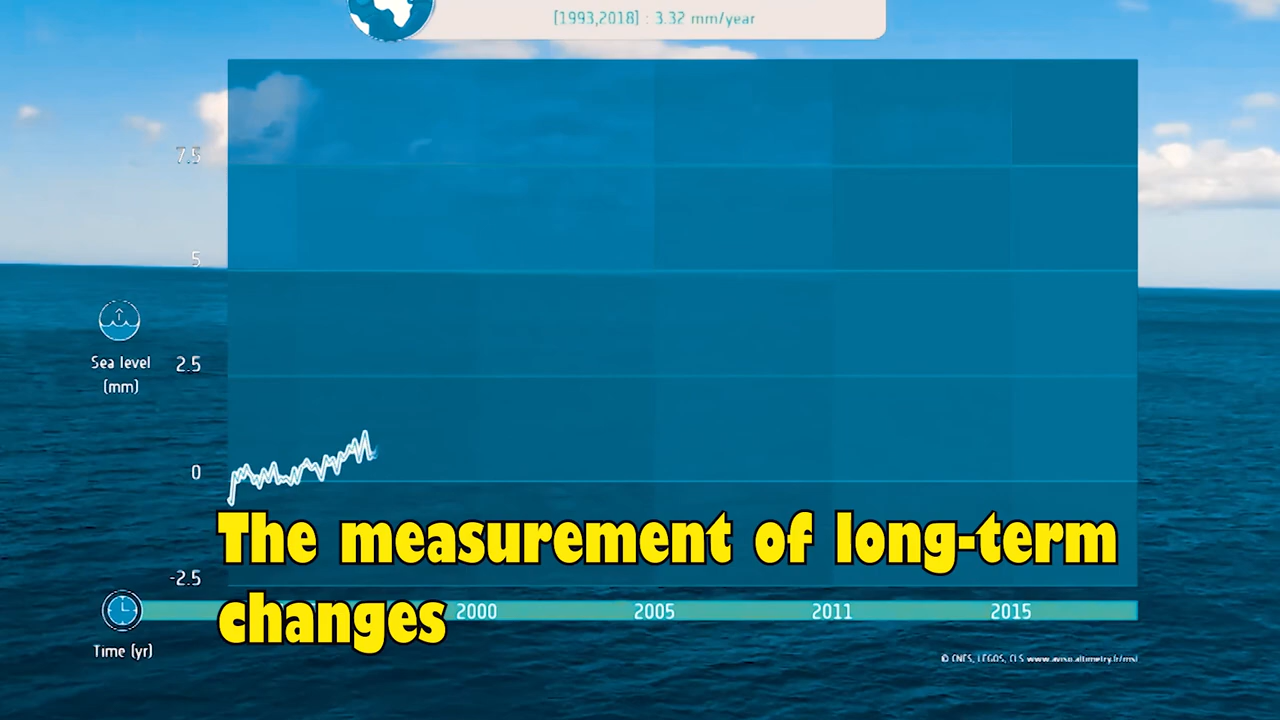 [1993,2018] : 3.32 mm/year
7.5
5
Sea level
(mm)
2.5
0
-2.5
The measurement of long-term
changes
2000
2005
2011
2015
Time (yr)
© CNES, LEGOS, CLS www.aviso.altimetry.fr/msl